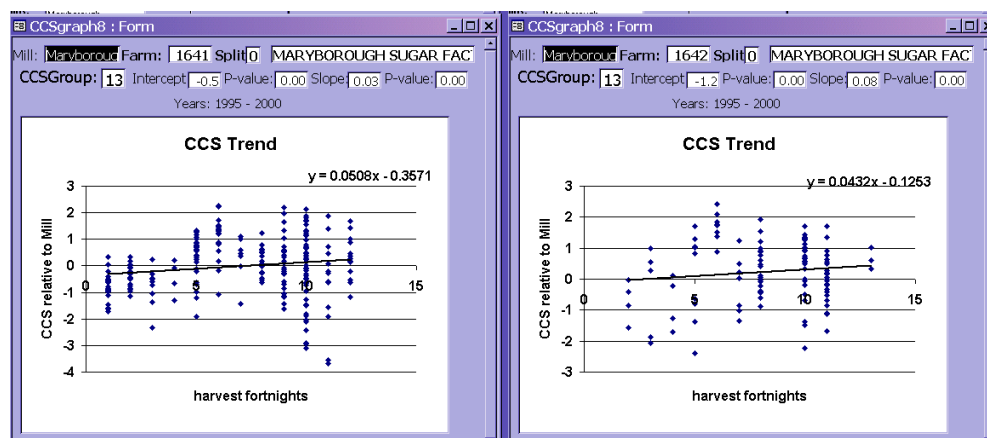 CCSgraph8 : Form
Mill: Maryboroug Farm: 1641 Split 0 MARYBOROUGH SUGAR FAC
CCSGroup: 13 Intercept -0.5 P-value: 0.00 Slope: 0.03 P-value: 0.00
Years: 1995 - 2000
CCS Trend
y = 0.0508x - 0.3571
3
2
1
0
-1
-2
-3
-4
0 5 10 15
CCS relative to Mill
harvest fortnights
CCSgraph8 : Form
Mill: Maryboroug Farm: 1642 Split 0 MARYBOROUGH SUGAR FAC
CCSGroup: 13 Intercept -1.2 P-value: 0.00 Slope: 0.08 P-value: 0.00
Years: 1995 - 2000
CCS Trend
y = 0.0432x - 0.1253
3
2
1
0
-1
-2
-3
0 5 10 15
CCS relative to Mill
harvest fortnights